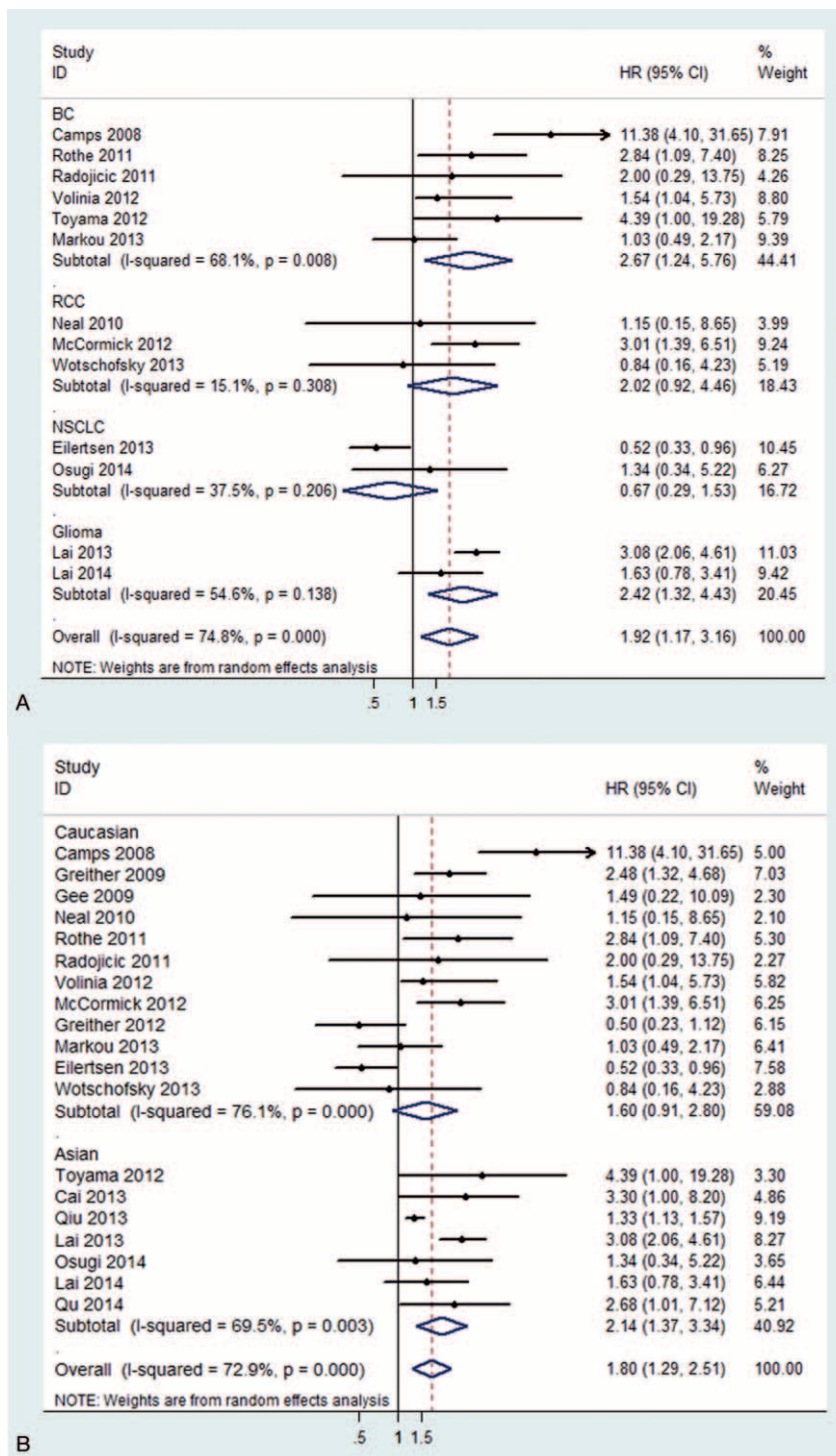 Study % 
ID HR (95% CI) Weight
BC
Camps 2008 11.38 (4.10, 31.65) 7.91
Rothe 2011 2.84 (1.09, 7.40) 8.25
Radojicic 2011 2.00 (0.29, 13.75) 4.26
Volinia 2012 1.54 (1.04, 5.73) 8.80
Toyama 2012 4.39 (1.00, 19.28) 5.79
Markou 2013 1.03 (0.49, 2.17) 9.39
Subtotal (I-squared = 68.1%, p = 0.008) 2.67 (1.24, 5.76) 44.41
.
RCC
Neal 2010 1.15 (0.15, 8.65) 3.99
McCormick 2012 3.01 (1.39, 6.51) 9.24
Wotschofsky 2013 0.84 (0.16, 4.23) 5.19
Subtotal (I-squared = 15.1%, p = 0.308) 2.02 (0.92, 4.46) 18.43
.
NSCLC
Eilertsen 2013 0.52 (0.33, 0.96) 10.45
Osugi 2014 1.34 (0.34, 5.22) 6.27
Subtotal (I-squared = 37.5%, p = 0.206) 0.67 (0.29, 1.53) 16.72
.
Glioma
Lai 2013 3.08 (2.06, 4.61) 11.03
Lai 2014 1.63 (0.78, 3.41) 9.42
Subtotal (I-squared = 54.6%, p = 0.138) 2.42 (1.32, 4.43) 20.45
.
Overall (I-squared = 74.8%, p = 0.000) 1.92 (1.17, 3.16) 100.00
NOTE: Weights are from random effects analysis
A
.5 1 1.5
Study %
ID HR (95% CI) Weight
Caucasian
Camps 2008 11.38 (4.10, 31.65) 5.00
Greither 2009 2.48 (1.32, 4.68) 7.03
Gee 2009 1.49 (0.22, 10.09) 2.30
Neal 2010 1.15 (0.15, 8.65) 2.10
Rothe 2011 2.84 (1.09, 7.40) 5.30
Radojicic 2011 2.00 (0.29, 13.75) 2.27
Volinia 2012 1.54 (1.04, 5.73) 5.82
McCormick 2012 3.01 (1.39, 6.51) 6.25
Greither 2012 0.50 (0.23, 1.12) 6.15
Markou 2013 1.03 (0.49, 2.17) 6.41
Eilertsen 2013 0.52 (0.33, 0.96) 7.58
Wotschofsky 2013 0.84 (0.16, 4.23) 2.88
Subtotal (I-squared = 76.1%, p = 0.000) 1.60 (0.91, 2.80) 59.08
.
Asian
Toyama 2012 4.39 (1.00, 19.28) 3.30
Cai 2013 3.30 (1.00, 8.20) 4.86
Qiu 2013 1.33 (1.13, 1.57) 9.19
Lai 2013 3.08 (2.06, 4.61) 8.27
Osugi 2014 1.34 (0.34, 5.22) 3.65
Lai 2014 1.63 (0.78, 3.41) 6.44
Qu 2014 2.68 (1.01, 7.12) 5.21
Subtotal (I-squared = 69.5%, p = 0.003) 2.14 (1.37, 3.34) 40.92
.
Overall (I-squared = 72.9%, p = 0.000) 1.80 (1.29, 2.51) 100.00
NOTE: Weights are from random effects analysis
B
.5 1 1.5